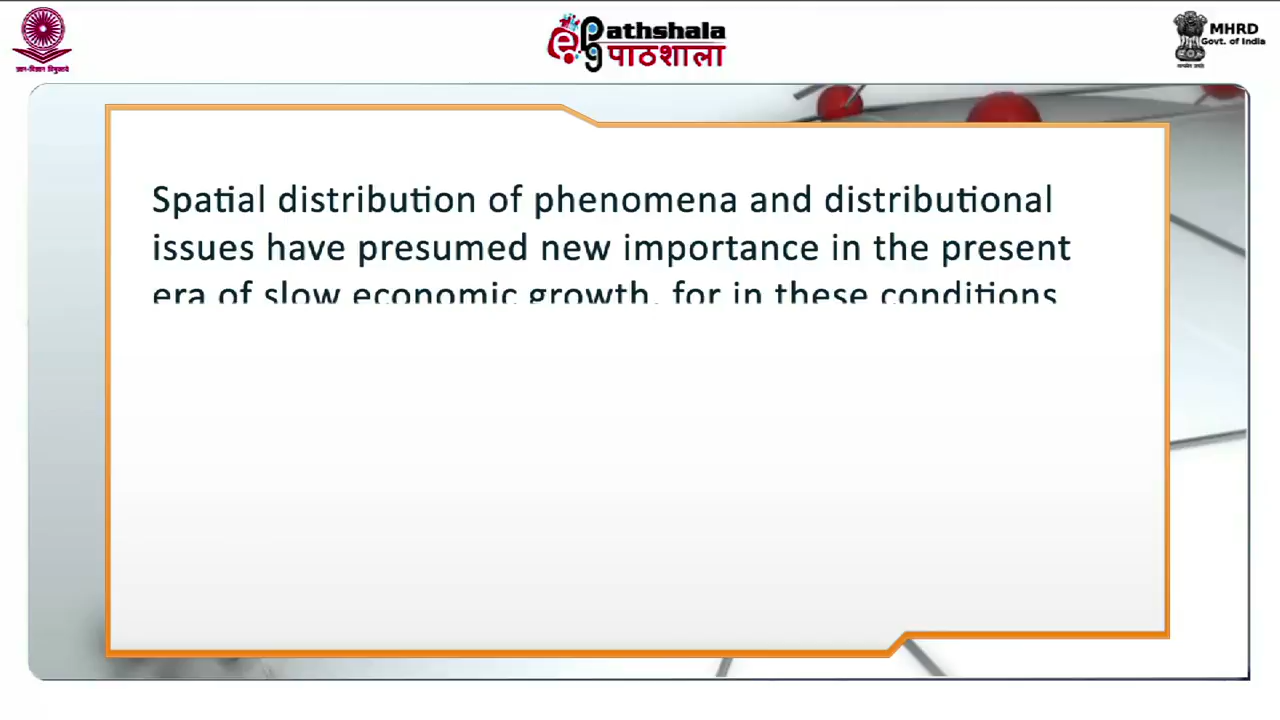 ePathshala
पाठशाला
MHRD
Govt. of India
Spatial distribution of phenomena and distributional
issues have presumed new importance in the present
era of slow economic growth, for in these conditions